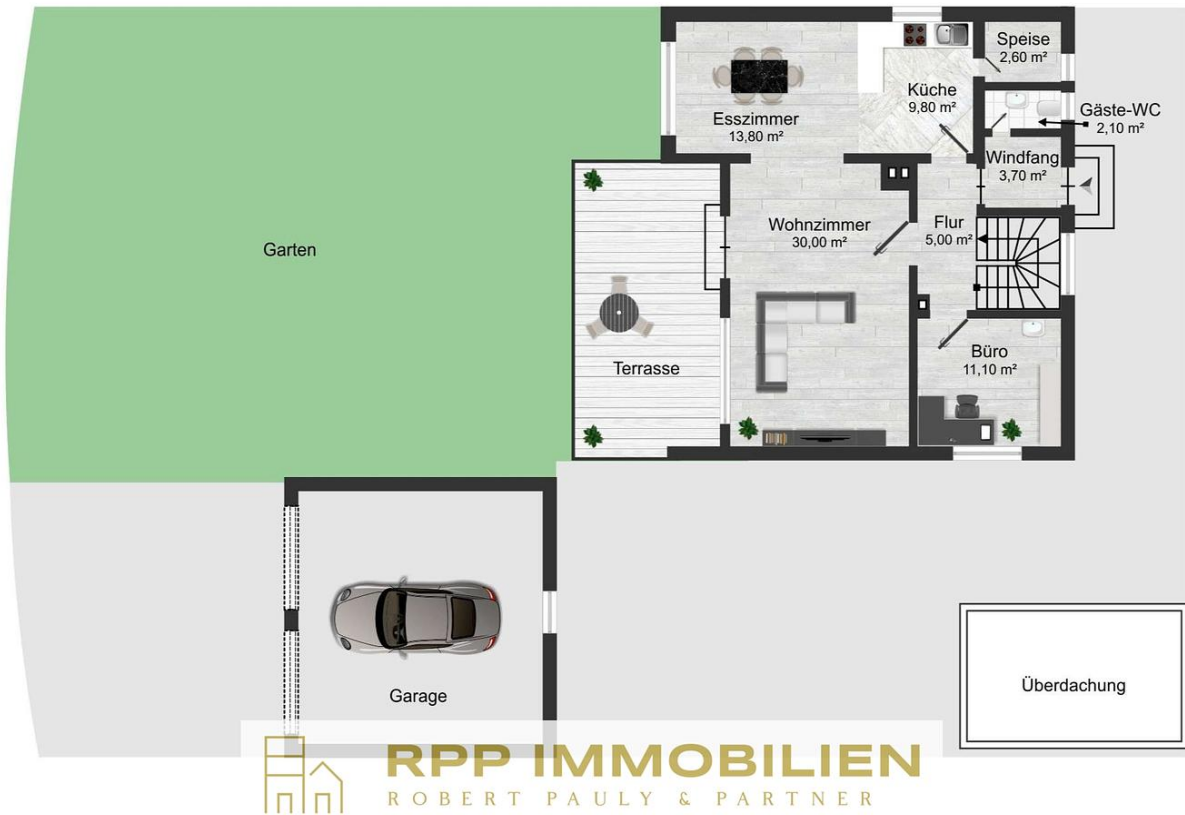 Speise
2,60 m²
Küche
9,80 m²
Gäste-WC
2,10 m²
Esszimmer
13,80 m²
Windfang
3,70 m²
Wohnzimmer
30,00 m²
Flur
5,00 m²
Garten
Terrasse
Büro
11,10 m²
Garage
Überdachung
RPP IMMOBILIEN
ROBERT PAULY & PARTNER